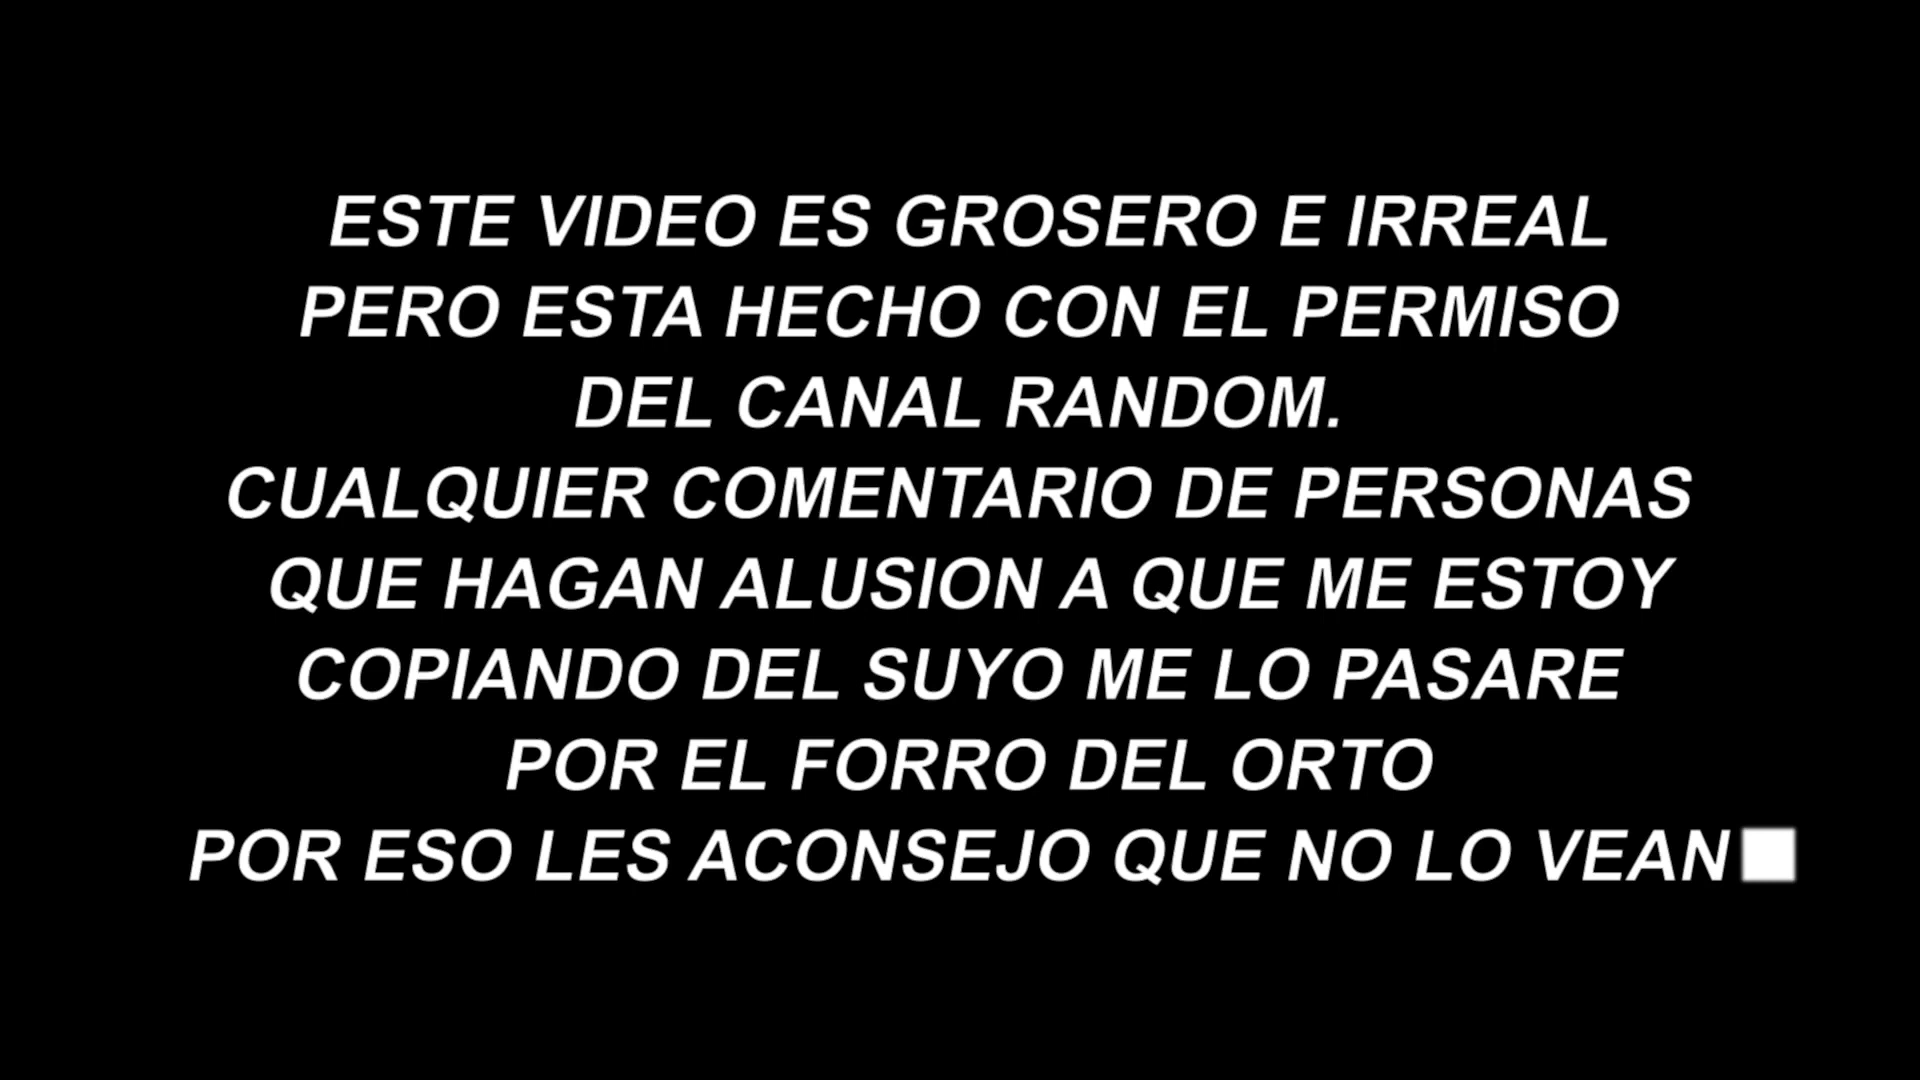 ESTE VIDEO ES GROSERO E IRREAL
PERO ESTA HECHO CON EL PERMISO
DEL CANAL RANDOM.
CUALQUIER COMENTARIO DE PERSONAS
QUE HAGAN ALUSION A QUE ME ESTOY
COPIANDO DEL SUYO ME LO PASARE
POR EL FORRO DEL ORTO
POR ESO LES ACONSEJO QUE NO LO VEAN